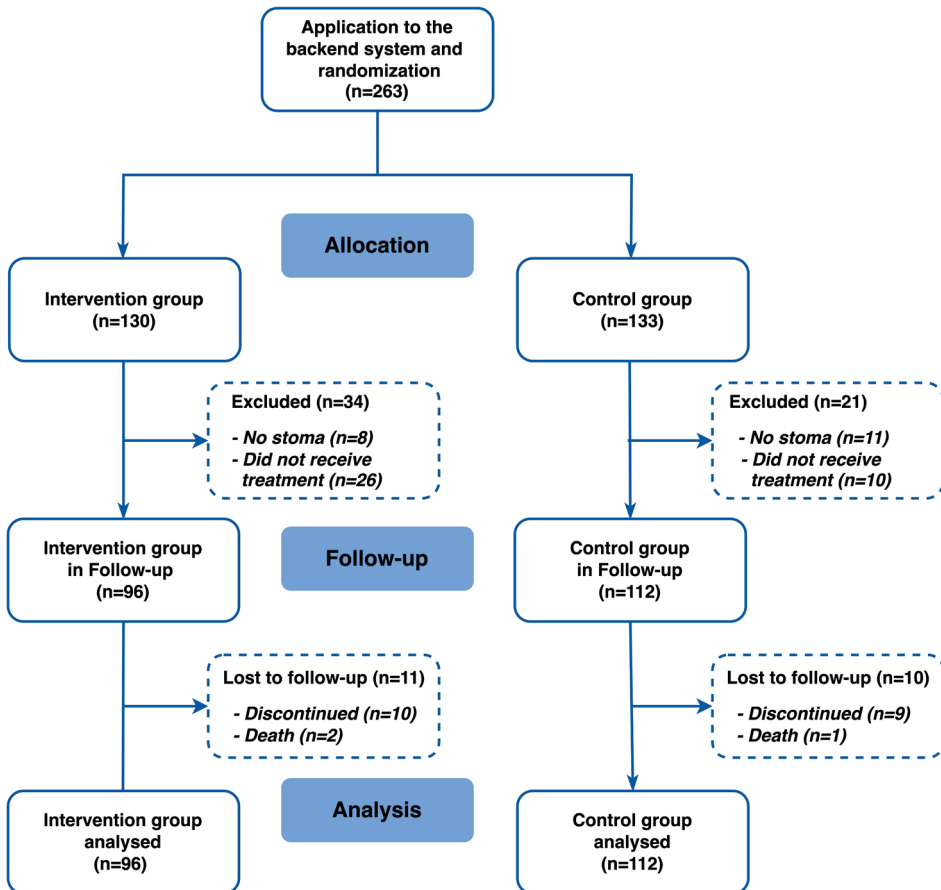 Application to the
backend system and
randomization
(n=263)
Allocation
Intervention group
(n=130)
Control group
(n=133)
Excluded (n=34)
- No stoma (n=8)
- Did not receive
treatment (n=26)
Excluded (n=21)
- No stoma (n=11)
- Did not receive
treatment (n=10)
Intervention group
in Follow-up
(n=96)
Follow-up
Control group
in Follow-up
(n=112)
Lost to follow-up (n=11)
- Discontinued (n=10)
- Death (n=2)
Lost to follow-up (n=10)
- Discontinued (n=9)
- Death (n=1)
Intervention group
analysed
(n=96)
Analysis
Control group
analysed
(n=112)